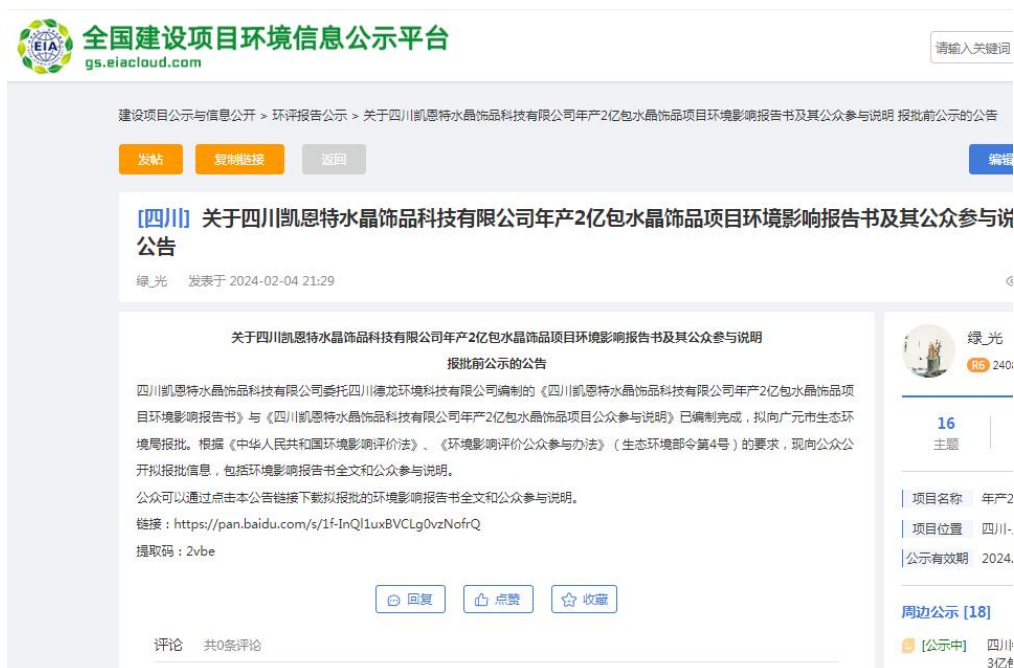 全国建设项目环境信息公示平台
gs.eiacloud.com
请输入关键词
建设项目公示与信息公开 > 环评报告公示 > 关于四川凯恩特水晶饰品科技有限公司年产2亿包水晶饰品项目环境影响报告书及其公众参与说明 报批前公示的公告
发帖
复制链接
返回
编辑
[四川] 关于四川凯恩特水晶饰品科技有限公司年产2亿包水晶饰品项目环境影响报告书及其公众参与说
公告
绿_光 发表于 2024-02-04 21:29
关于四川凯恩特水晶饰品科技有限公司年产2亿包水晶饰品项目环境影响报告书及其公众参与说明
报批前公示的公告
四川凯恩特水晶饰品科技有限公司委托四川德龙环境科技有限公司编制的《四川凯恩特水晶饰品科技有限公司年产2亿包水晶饰品项
目环境影响报告书》与《四川凯恩特水晶饰品科技有限公司年产2亿包水晶饰品项目公众参与说明》已编制完成，拟向广元市生态环
境局报批。根据《中华人民共和国环境影响评价法》、《环境影响评价公众参与办法》（生态环境部令第4号）的要求，现向公众公
开拟报批信息，包括环境影响报告书全文和公众参与说明。
公众可以通过点击本公告链接下载拟报批的环境影响报告书全文和公众参与说明。
链接：https://pan.baidu.com/s/1f-InQl1uxBVCLg0vzNofrQ
提取码：2vbe
回复
点赞
收藏
评论 共0条评论
绿_光
R6 240
16
主题
项目名称 年产2
项目位置 四川-
公示有效期 2024.
周边公示 [18]
[公示中] 四川
3亿包